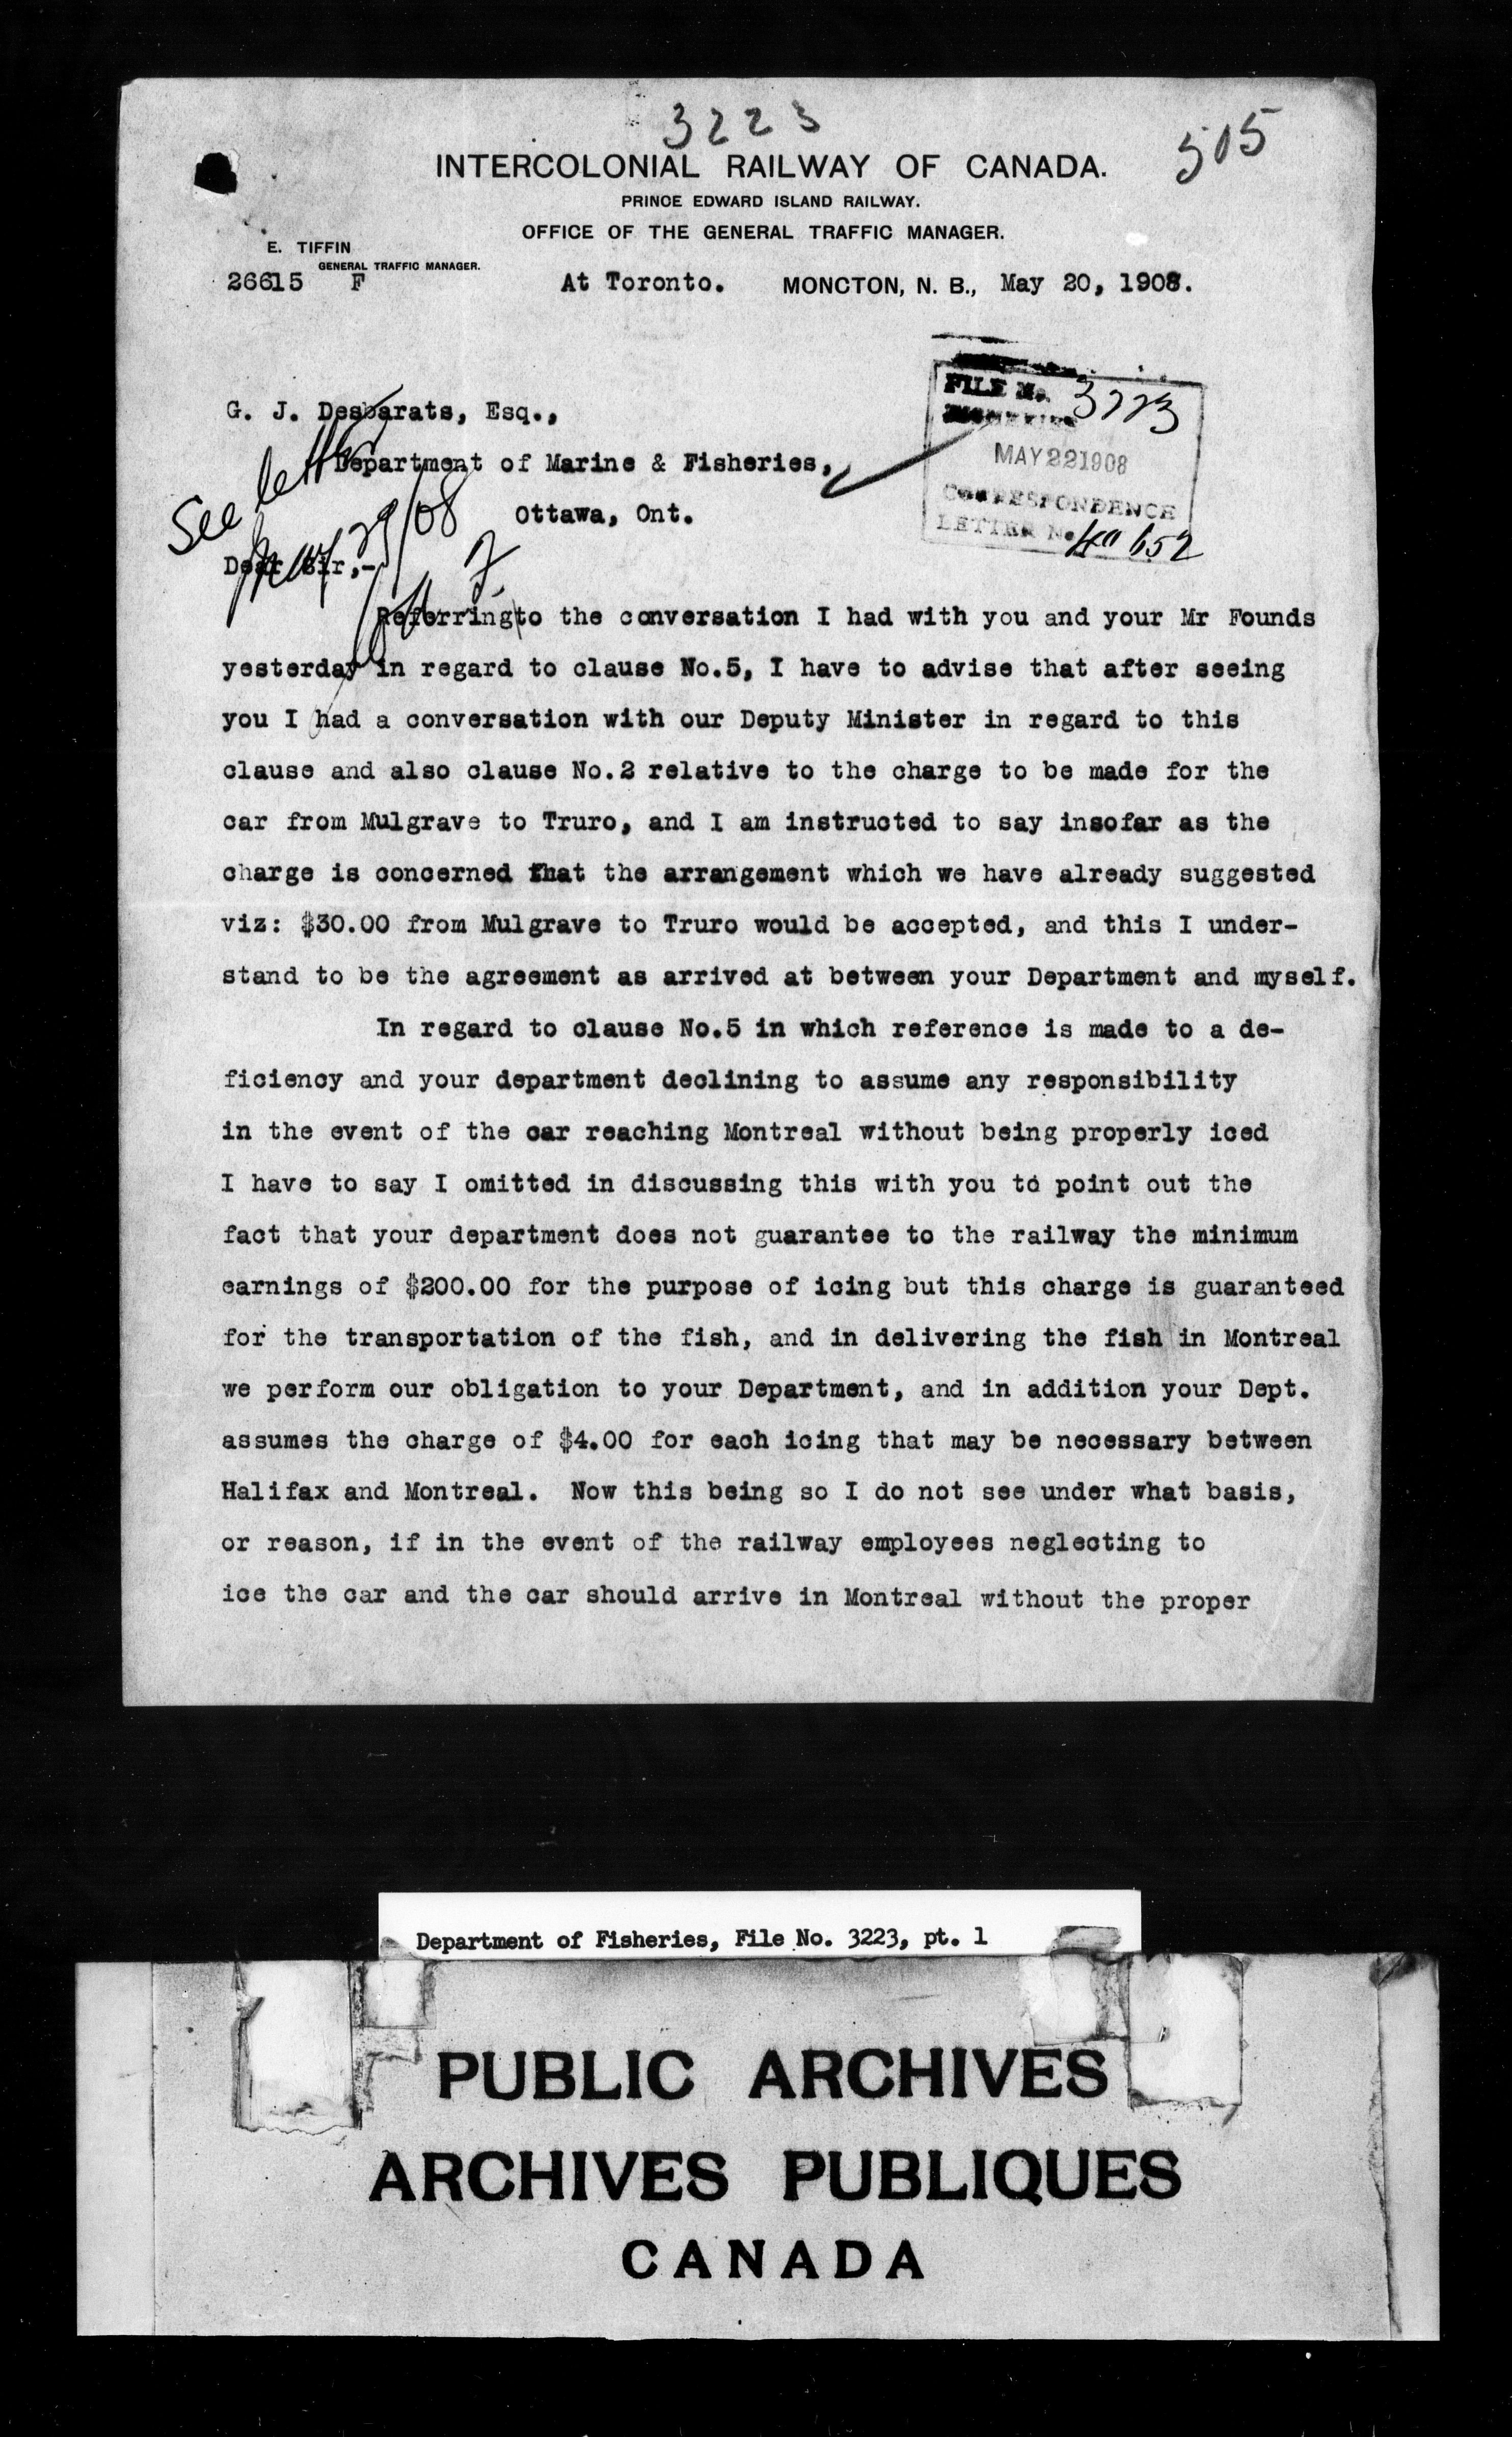 3223
505
INTERCOLONIAL RAILWAY OF CANADA.
PRINCE EDWARD ISLAND RAILWAY.
OFFICE OF THE GENERAL TRAFFIC MANAGER.
E. TIFFIN
GENERAL TRAFFIC MANAGER.
26615 F At Toronto. MONCTON, N. B., May 20, 1908.
FILE No. 3223
MAY 22 1908
CORRESPONDENCE
LETTER No.
G. J. Desbarats, Esq.,
Department of Marine & Fisheries,
Ottawa, Ont.
See letter
May 29/08
Dear Sir,-
Referring to the conversation I had with you and your Mr Founds
yesterday in regard to clause No.5, I have to advise that after seeing
you I had a conversation with our Deputy Minister in regard to this
clause and also clause No.2 relative to the charge to be made for the
car from Mulgrave to Truro, and I am instructed to say insofar as the
charge is concerned that the arrangement which we have already suggested
viz: $30.00 from Mulgrave to Truro would be accepted, and this I under-
stand to be the agreement as arrived at between your Department and myself.
In regard to clause No.5 in which reference is made to a de-
ficiency and your department declining to assume any responsibility
in the event of the car reaching Montreal without being properly iced
I have to say I omitted in discussing this with you to point out the
fact that your department does not guarantee to the railway the minimum
earnings of $200.00 for the purpose of icing but this charge is guaranteed
for the transportation of the fish, and in delivering the fish in Montreal
we perform our obligation to your Department, and in addition your Dept.
assumes the charge of $4.00 for each icing that may be necessary between
Halifax and Montreal. Now this being so I do not see under what basis,
or reason, if in the event of the railway employees neglecting to
ice the car and the car should arrive in Montreal without the proper
Department of Fisheries, File No. 3223, pt. 1
PUBLIC ARCHIVES
ARCHIVES PUBLIQUES
CANADA